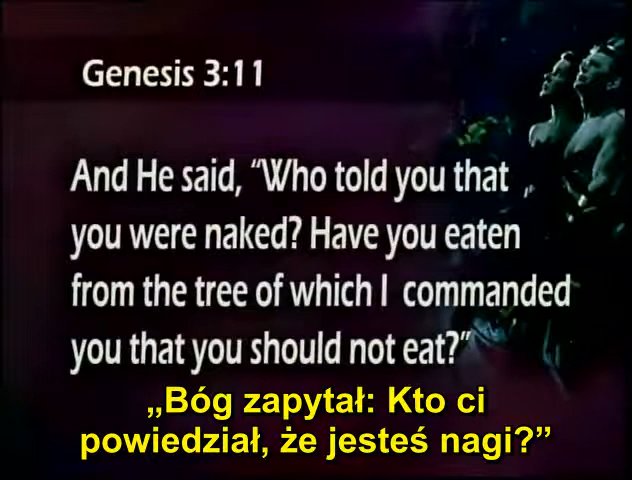 Genesis 3:11
And He said, “Who told you that
you were naked? Have you eaten
from the tree of which I commanded
you that you should not eat?”
„Bóg zapytał: Kto ci
powiedział, że jesteś nagi?”